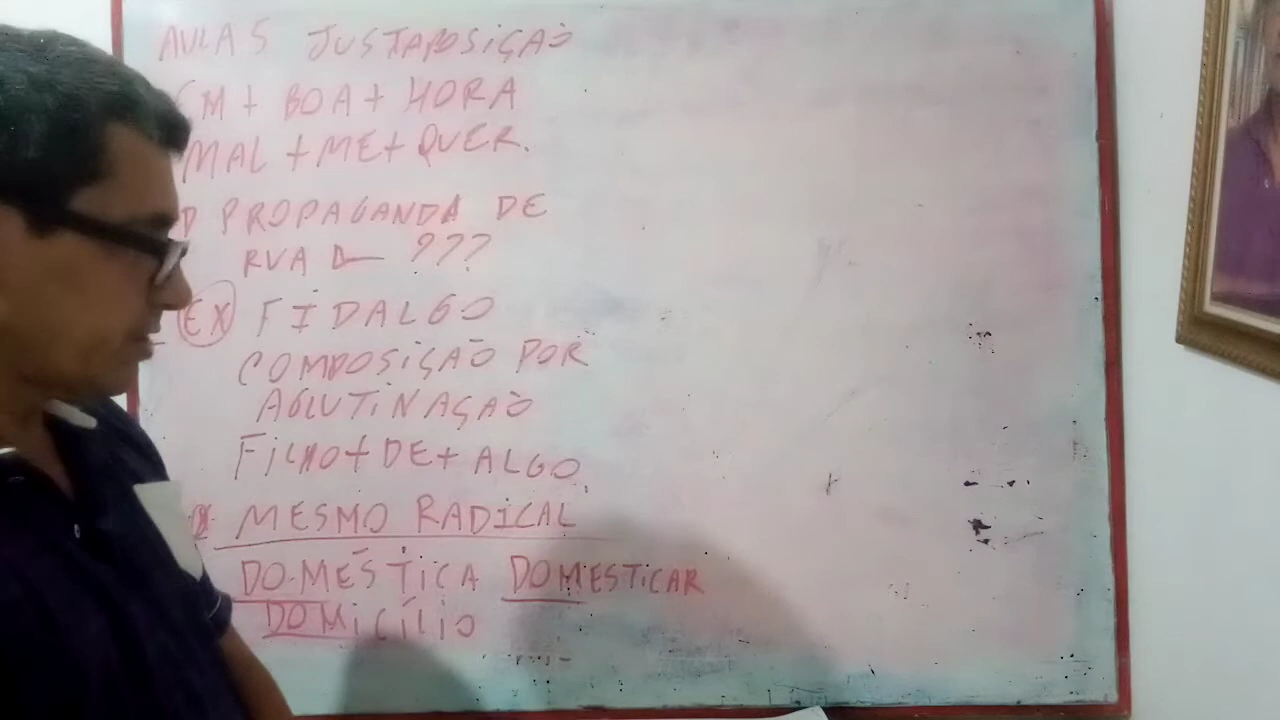 AULA 5 JUSTAPOSIÇÃO
EM + BOA + HORA
MAL + ME + QUER.
D PROPAGANDA DE
RUA ???
EX FIDALGO
COMPOSIÇÃO POR
AGLUTINAÇÃO
FILHO + DE + ALGO
MESMO RADICAL
DOMÉSTICA DOMESTICAR
DOMICÍLIO